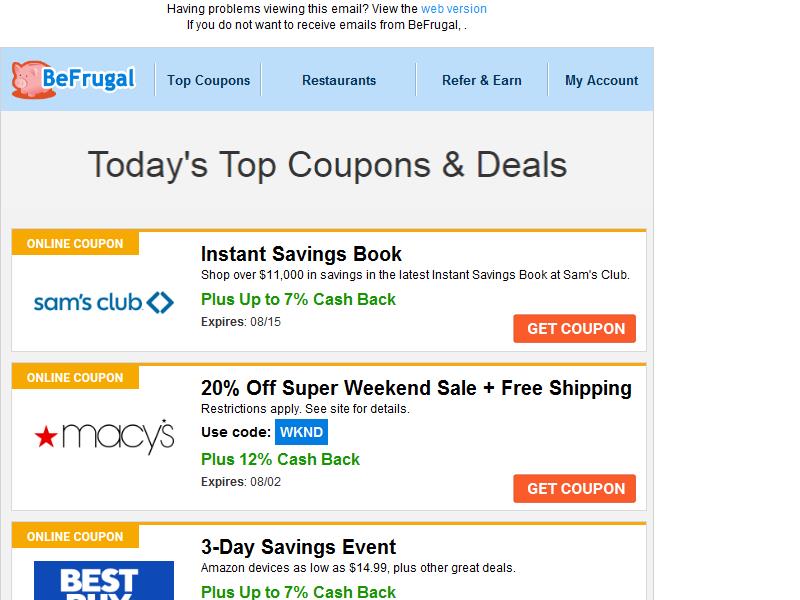 Having problems viewing this email? View the web version
If you do not want to receive emails from BeFrugal, .
BeFrugal
Top Coupons
Restaurants
Refer & Earn
My Account
Today's Top Coupons & Deals
ONLINE COUPON
sam's club
Instant Savings Book
Shop over $11,000 in savings in the latest Instant Savings Book at Sam's Club.
Plus Up to 7% Cash Back
Expires: 08/15
GET COUPON
ONLINE COUPON
macy's
20% Off Super Weekend Sale + Free Shipping
Restrictions apply. See site for details.
Use code: WKND
Plus 12% Cash Back
Expires: 08/02
GET COUPON
ONLINE COUPON
BEST
BUY
3-Day Savings Event
Amazon devices as low as $14.99, plus other great deals.
Plus Up to 7% Cash Back